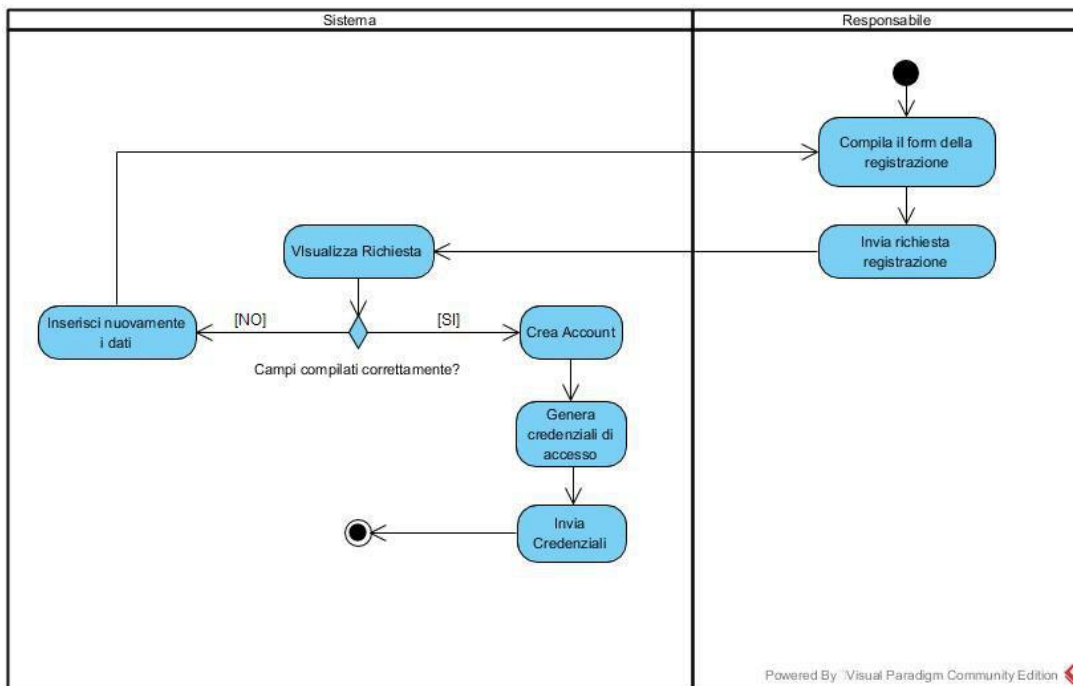 Sistema
Responsabile
Compila il form della
registrazione
Invia richiesta
registrazione
VIsualizza Richiesta
Inserisci nuovamente
i dati
[NO]
[SI]
Crea Account
Campi compilati correttamente?
Genera
credenziali di
accesso
Invia
Credenziali
Powered By Visual Paradigm Community Edition